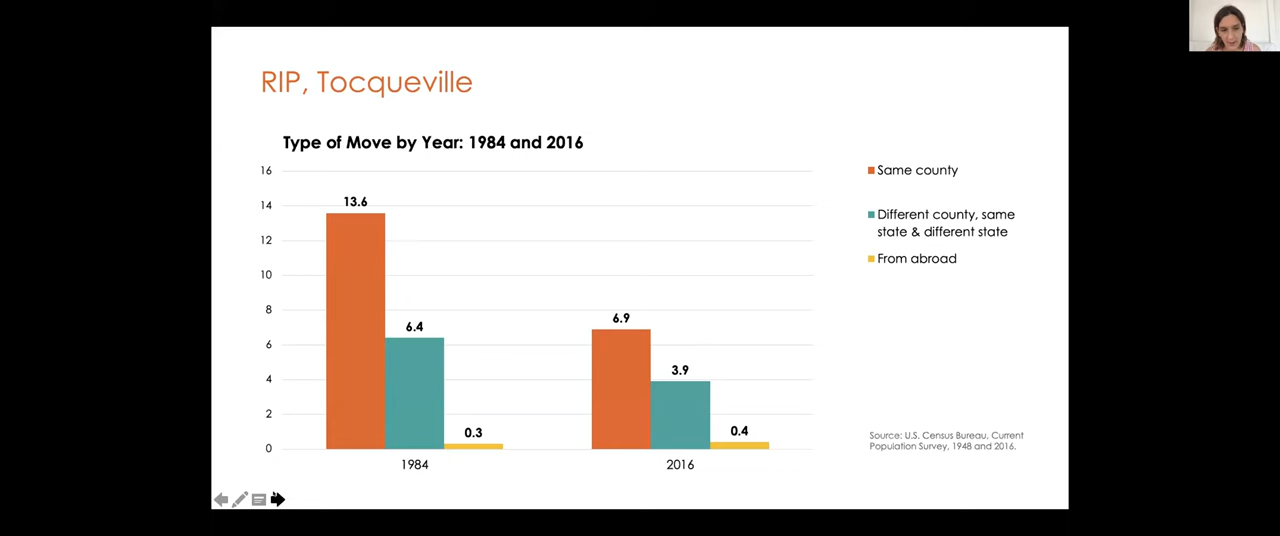 RIP, Tocqueville
Type of Move by Year: 1984 and 2016
16
14
12
10
8
6
4
2
0
13.6
6.4
0.3
6.9
3.9
0.4
1984
2016
Same county
Different county, same
state & different state
From abroad
Source: U.S. Census Bureau, Current
Population Survey, 1948 and 2016.